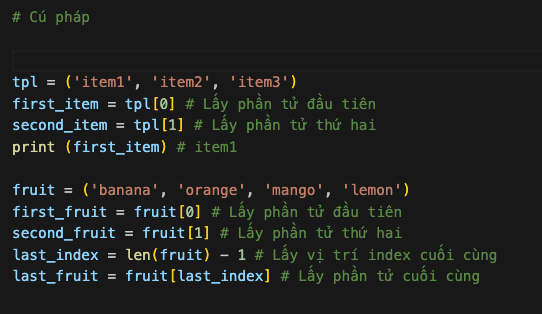 # Cú pháp
tpl = ('item1', 'item2', 'item3')
first_item = tpl[0] # Lấy phần tử đầu tiên
second_item = tpl[1] # Lấy phần tử thứ hai
print (first_item) # item1
fruit = ('banana', 'orange', 'mango', 'lemon')
first_fruit = fruit[0] # Lấy phần tử đầu tiên
second_fruit = fruit[1] # Lấy phần tử thứ hai
last_index = len(fruit) - 1 # Lấy vị trí index cuối cùng
last_fruit = fruit[last_index] # Lấy phần tử cuối cùng